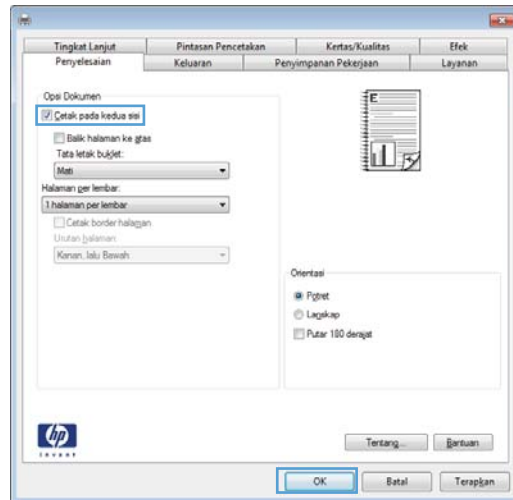 Tingkat Lanjut Pintasan Pencetakan Kertas/Kualitas Efek
Penyelesaian Keluaran Penyimpanan Pekerjaan Layanan
Opsi Dokumen
Cetak pada kedua sisi
Balik halaman ke atas
Tata letak buklet:
Mati
Halaman per lembar:
1 halaman per lembar
Cetak border halaman
Urutan halaman:
Kanan, lalu Bawah
E
Orientasi
Potret
Lanskap
Putar 180 derajat
hp
invent
Tentang... Bantuan
OK Batal Terapkan